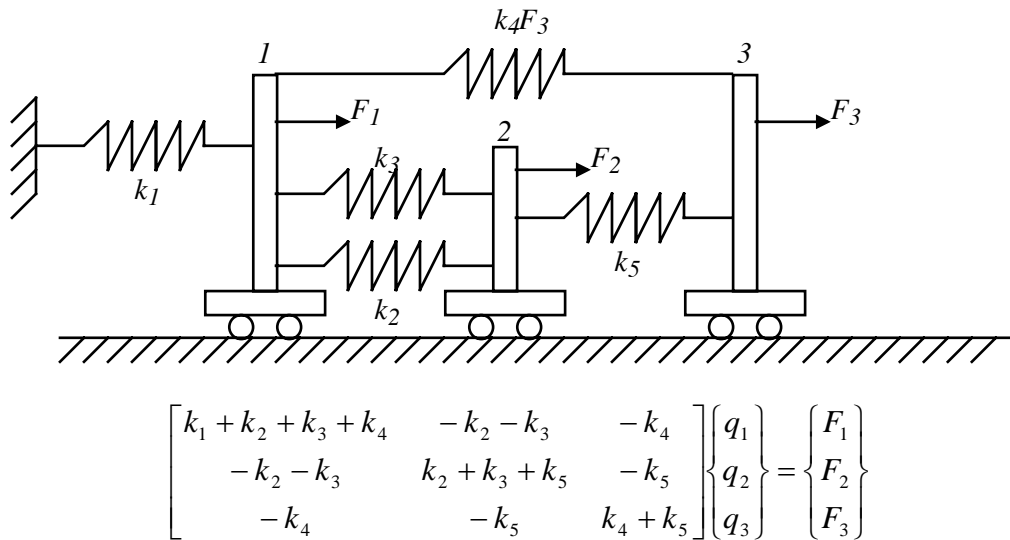 k4F3
1 3
F1 F3
2
k3 F2
k1
k5
k2
[k1 + k2 + k3 + k4 −k2 − k3 −k4] {q1} {F1}
[−k2 − k3 k2 + k3 + k5 −k5] {q2} = {F2}
[−k4 −k5 k4 + k5] {q3} {F3}